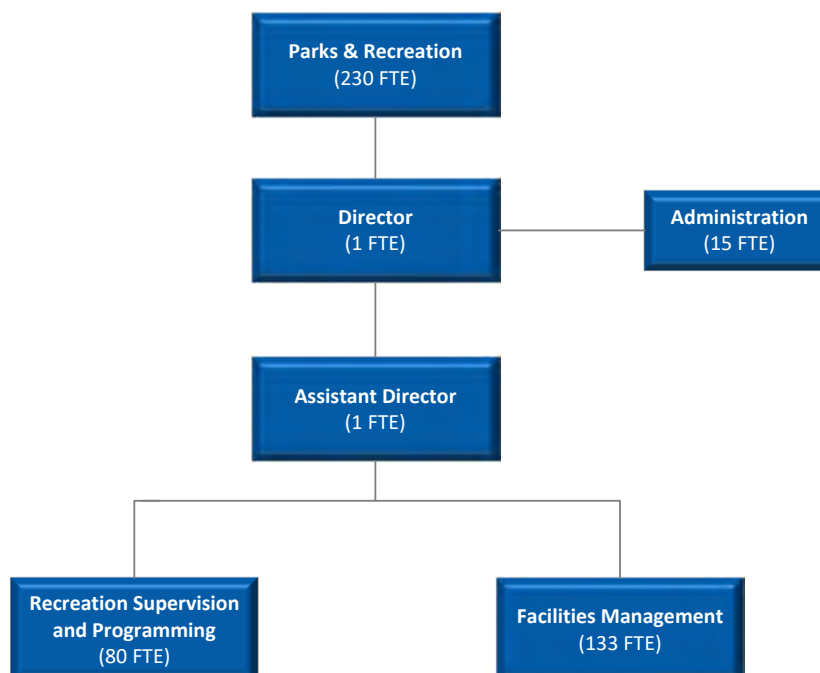 Parks & Recreation
(230 FTE)
Director
(1 FTE)
Administration
(15 FTE)
Assistant Director
(1 FTE)
Recreation Supervision
and Programming
(80 FTE)
Facilities Management
(133 FTE)